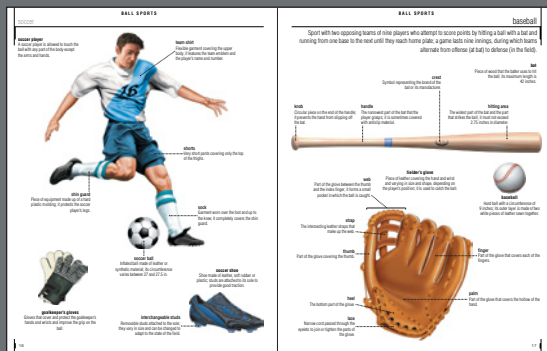 BALL SPORTS
soccer
soccer player
A soccer player is allowed to touch the
ball with any part of the body except
the arms and hands.
team shirt
Flexible garment covering the upper
body; it features the team emblem and
the player's name and number.
16
shorts
Very short pants covering only the top
of the thighs.
shin guard
Piece of equipment made up of a hard
plastic molding; it protects the soccer
player's legs.
sock
Garment worn over the foot and up to
the knee; it completely covers the shin
guard.
soccer ball
Inflated ball made of leather or
synthetic material; its circumference
varies between 27 and 27.5 in.
soccer shoe
Shoe made of leather, soft rubber or
plastic; studs are attached to its sole to
provide good traction.
goalkeeper's gloves
Gloves that cover and protect the goalkeeper's
hands and wrists and improve the grip on the
ball.
interchangeable studs
Removable studs attached to the sole;
they vary in size and can be changed to
adapt to the state of the field.
16
BALL SPORTS
baseball
Sport with two opposing teams of nine players who attempt to score points by hitting a ball with a bat and
running from one base to the next until they reach home plate; a game lasts nine innings, during which teams
alternate from offense (at bat) to defense (in the field).
bat
Piece of wood that the batter uses to hit
the ball; its maximum length is
42 inches.
crest
Symbol representing the brand of the
bat or its manufacturer.
knob
Circular piece on the end of the handle;
it prevents the hand from slipping off
the bat.
handle
The narrowest part of the bat that the
player grasps; it is sometimes covered
with antislip material.
hitting area
The widest part of the bat and the part
that strikes the ball; it must not exceed
2.75 inches in diameter.
fielder's glove
Piece of leather covering the hand and wrist
and varying in size and shape, depending on
the player's position; it is used to catch the ball.
web
Part of the glove between the thumb
and the index finger; it forms a small
pocket in which the ball is caught.
baseball
Hard ball with a circumference of
9 inches; its outer layer is made of two
white pieces of leather sewn together.
strap
The intersecting leather straps that
make up the web.
thumb
Part of the glove covering the thumb.
finger
Part of the glove that covers each of the
fingers.
palm
Part of the glove that covers the hollow of the
hand.
heel
The bottom part of the glove.
lace
Narrow cord passed through the
eyelets to join or tighten the parts of
the glove.
17